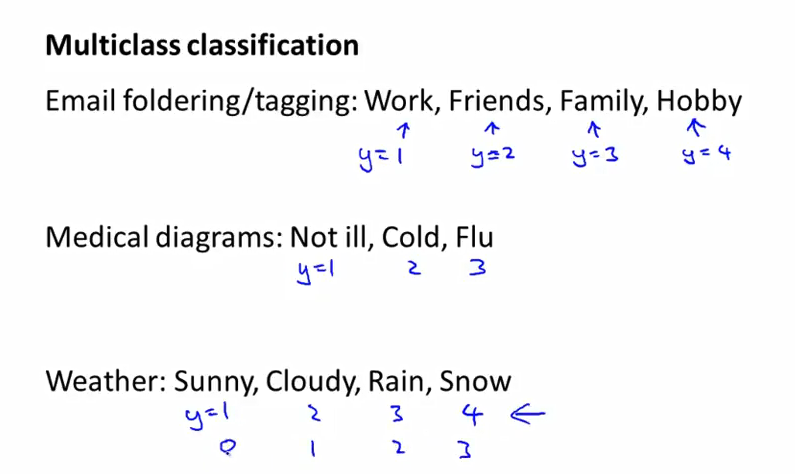 Multiclass classification
Email foldering/tagging: Work, Friends, Family, Hobby
y=1 y=2 y=3 y=4
Medical diagrams: Not ill, Cold, Flu
y=1 2 3
Weather: Sunny, Cloudy, Rain, Snow
y=1 2 3 4 ←
0 1 2 3